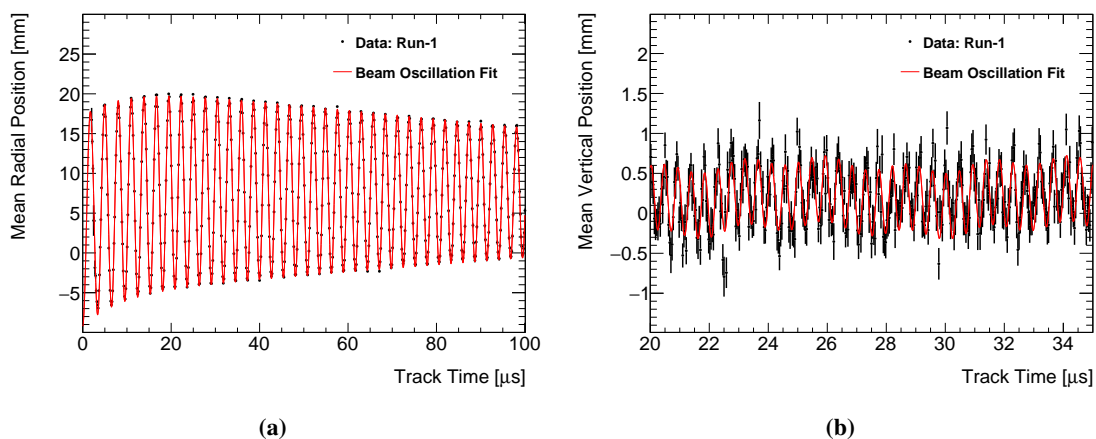 Mean Radial Position [mm]
25
20
15
10
5
0
−5
Data: Run-1
Beam Oscillation Fit
0 20 40 60 80 100
Track Time [μs]
(a)
Mean Vertical Position [mm]
2
1.5
1
0.5
0
−0.5
−1
Data: Run-1
Beam Oscillation Fit
20 22 24 26 28 30 32 34
Track Time [μs]
(b)